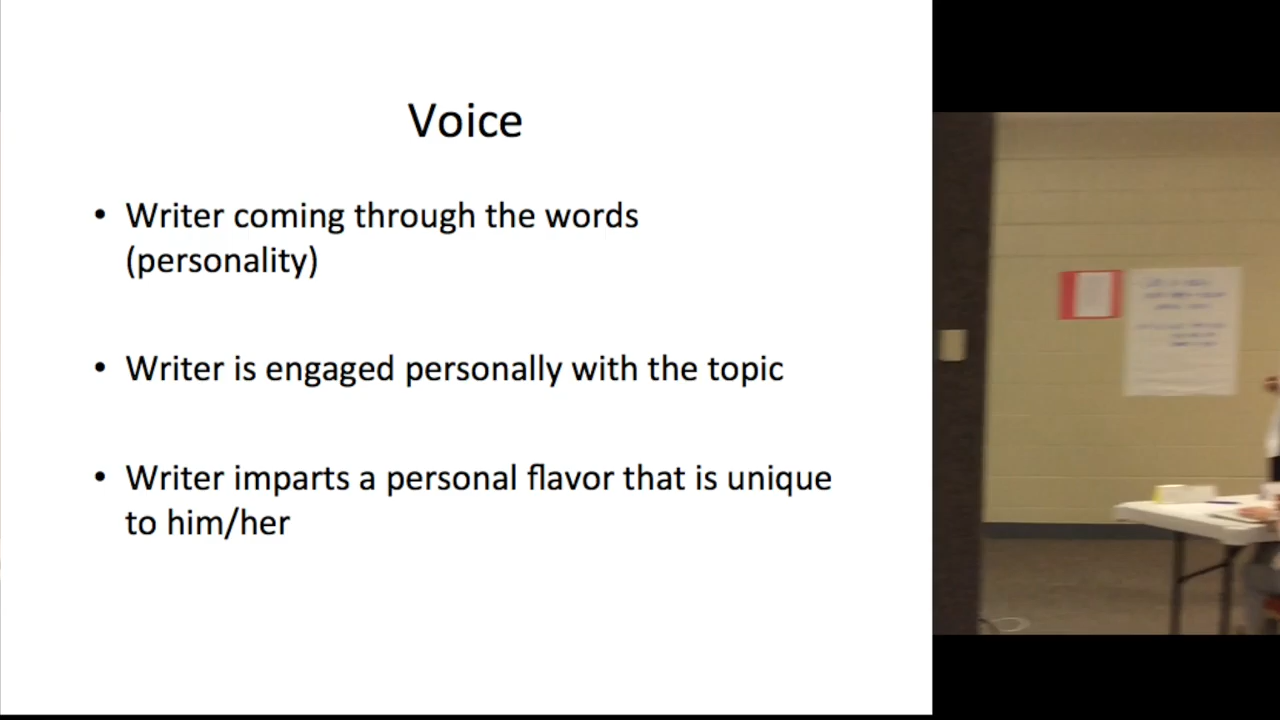 Voice
• Writer coming through the words
(personality)
• Writer is engaged personally with the topic
• Writer imparts a personal flavor that is unique
to him/her